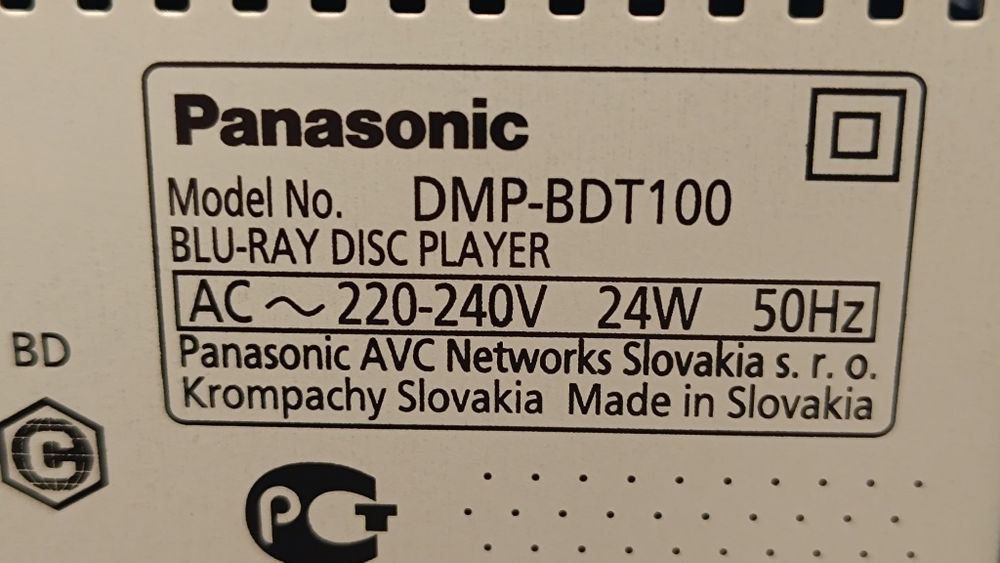 Panasonic
Model No. DMP-BDT100
BLU-RAY DISC PLAYER
AC ~ 220-240V 24W 50Hz
Panasonic AVC Networks Slovakia s. r. o.
Krompachy Slovakia Made in Slovakia
BD
C
PCT